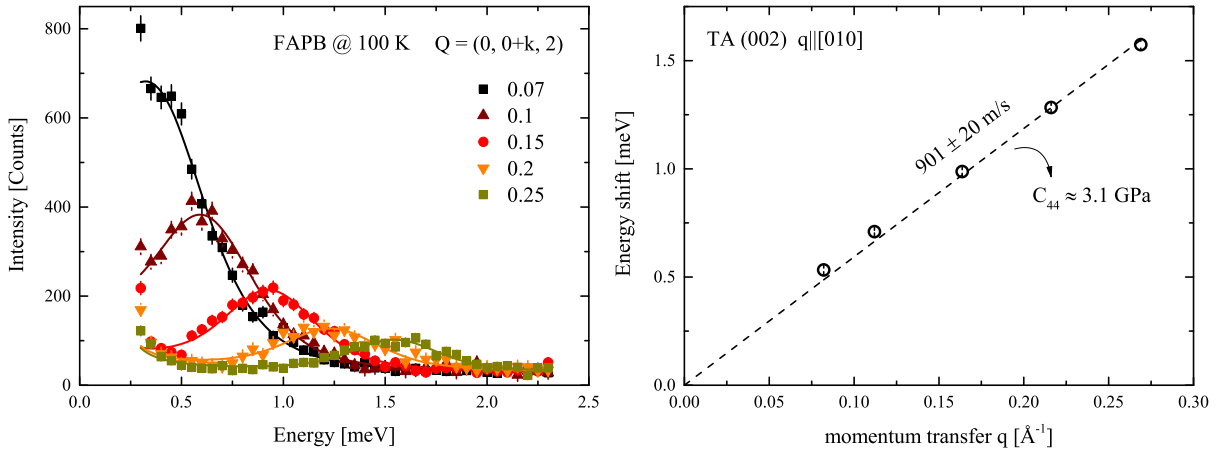 FAPB @ 100 K Q = (0, 0+k, 2)
0.07
0.1
0.15
0.2
0.25
Intensity [Counts]
800
600
400
200
0
0.0 0.5 1.0 1.5 2.0 2.5
Energy [meV]
TA (002) q||[010]
901 ± 20 m/s
C44 ≈ 3.1 GPa
Energy shift [meV]
1.5
1.0
0.5
0.0
0.00 0.05 0.10 0.15 0.20 0.25 0.30
momentum transfer q [Å-1]